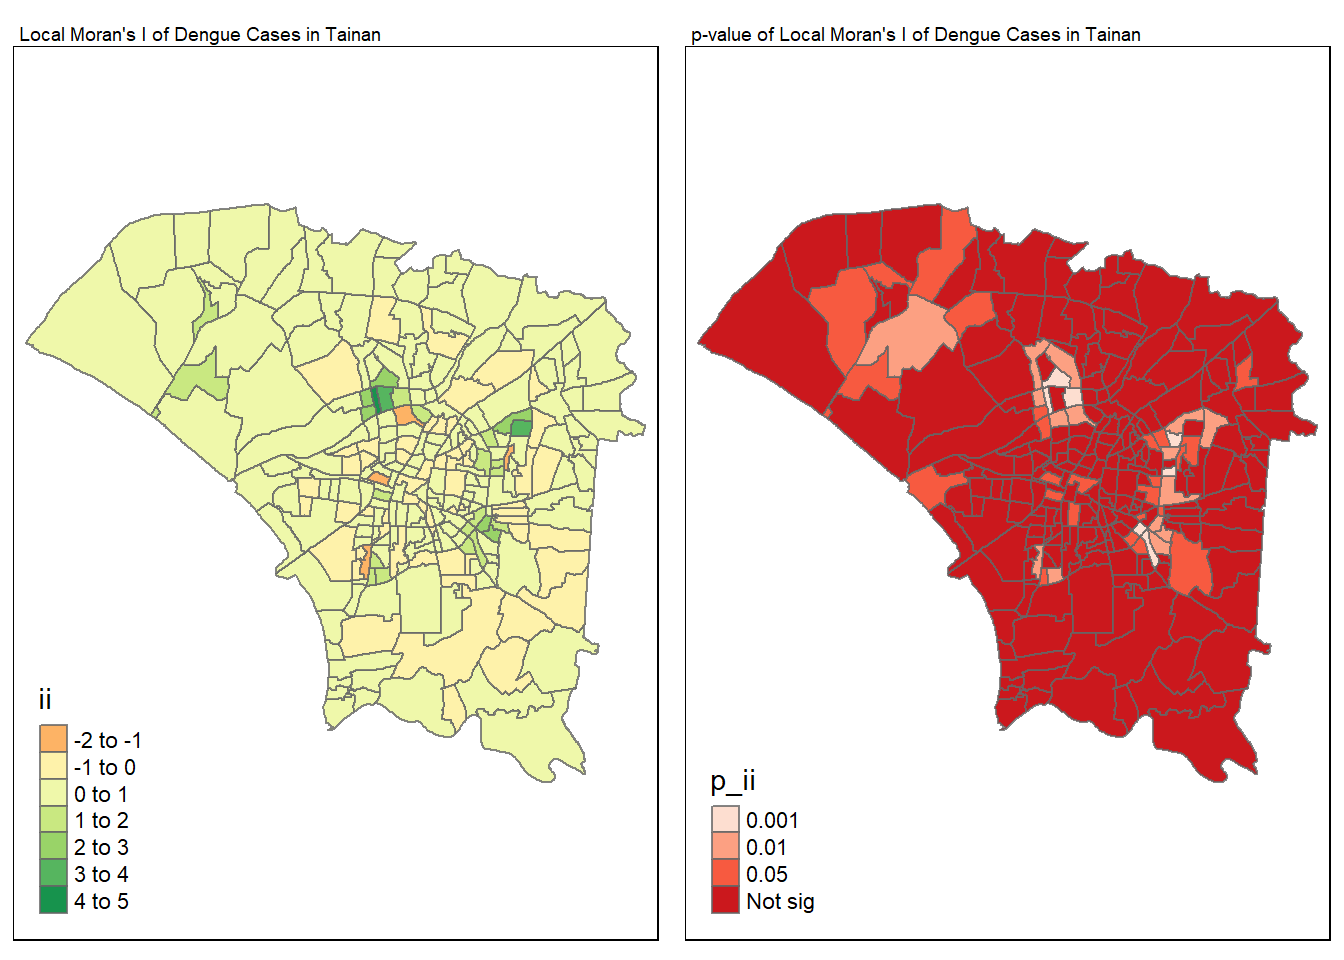 Local Moran's I of Dengue Cases in Tainan
ii
-2 to -1
-1 to 0
0 to 1
1 to 2
2 to 3
3 to 4
4 to 5
p-value of Local Moran's I of Dengue Cases in Tainan
p_ii
0.001
0.01
0.05
Not sig